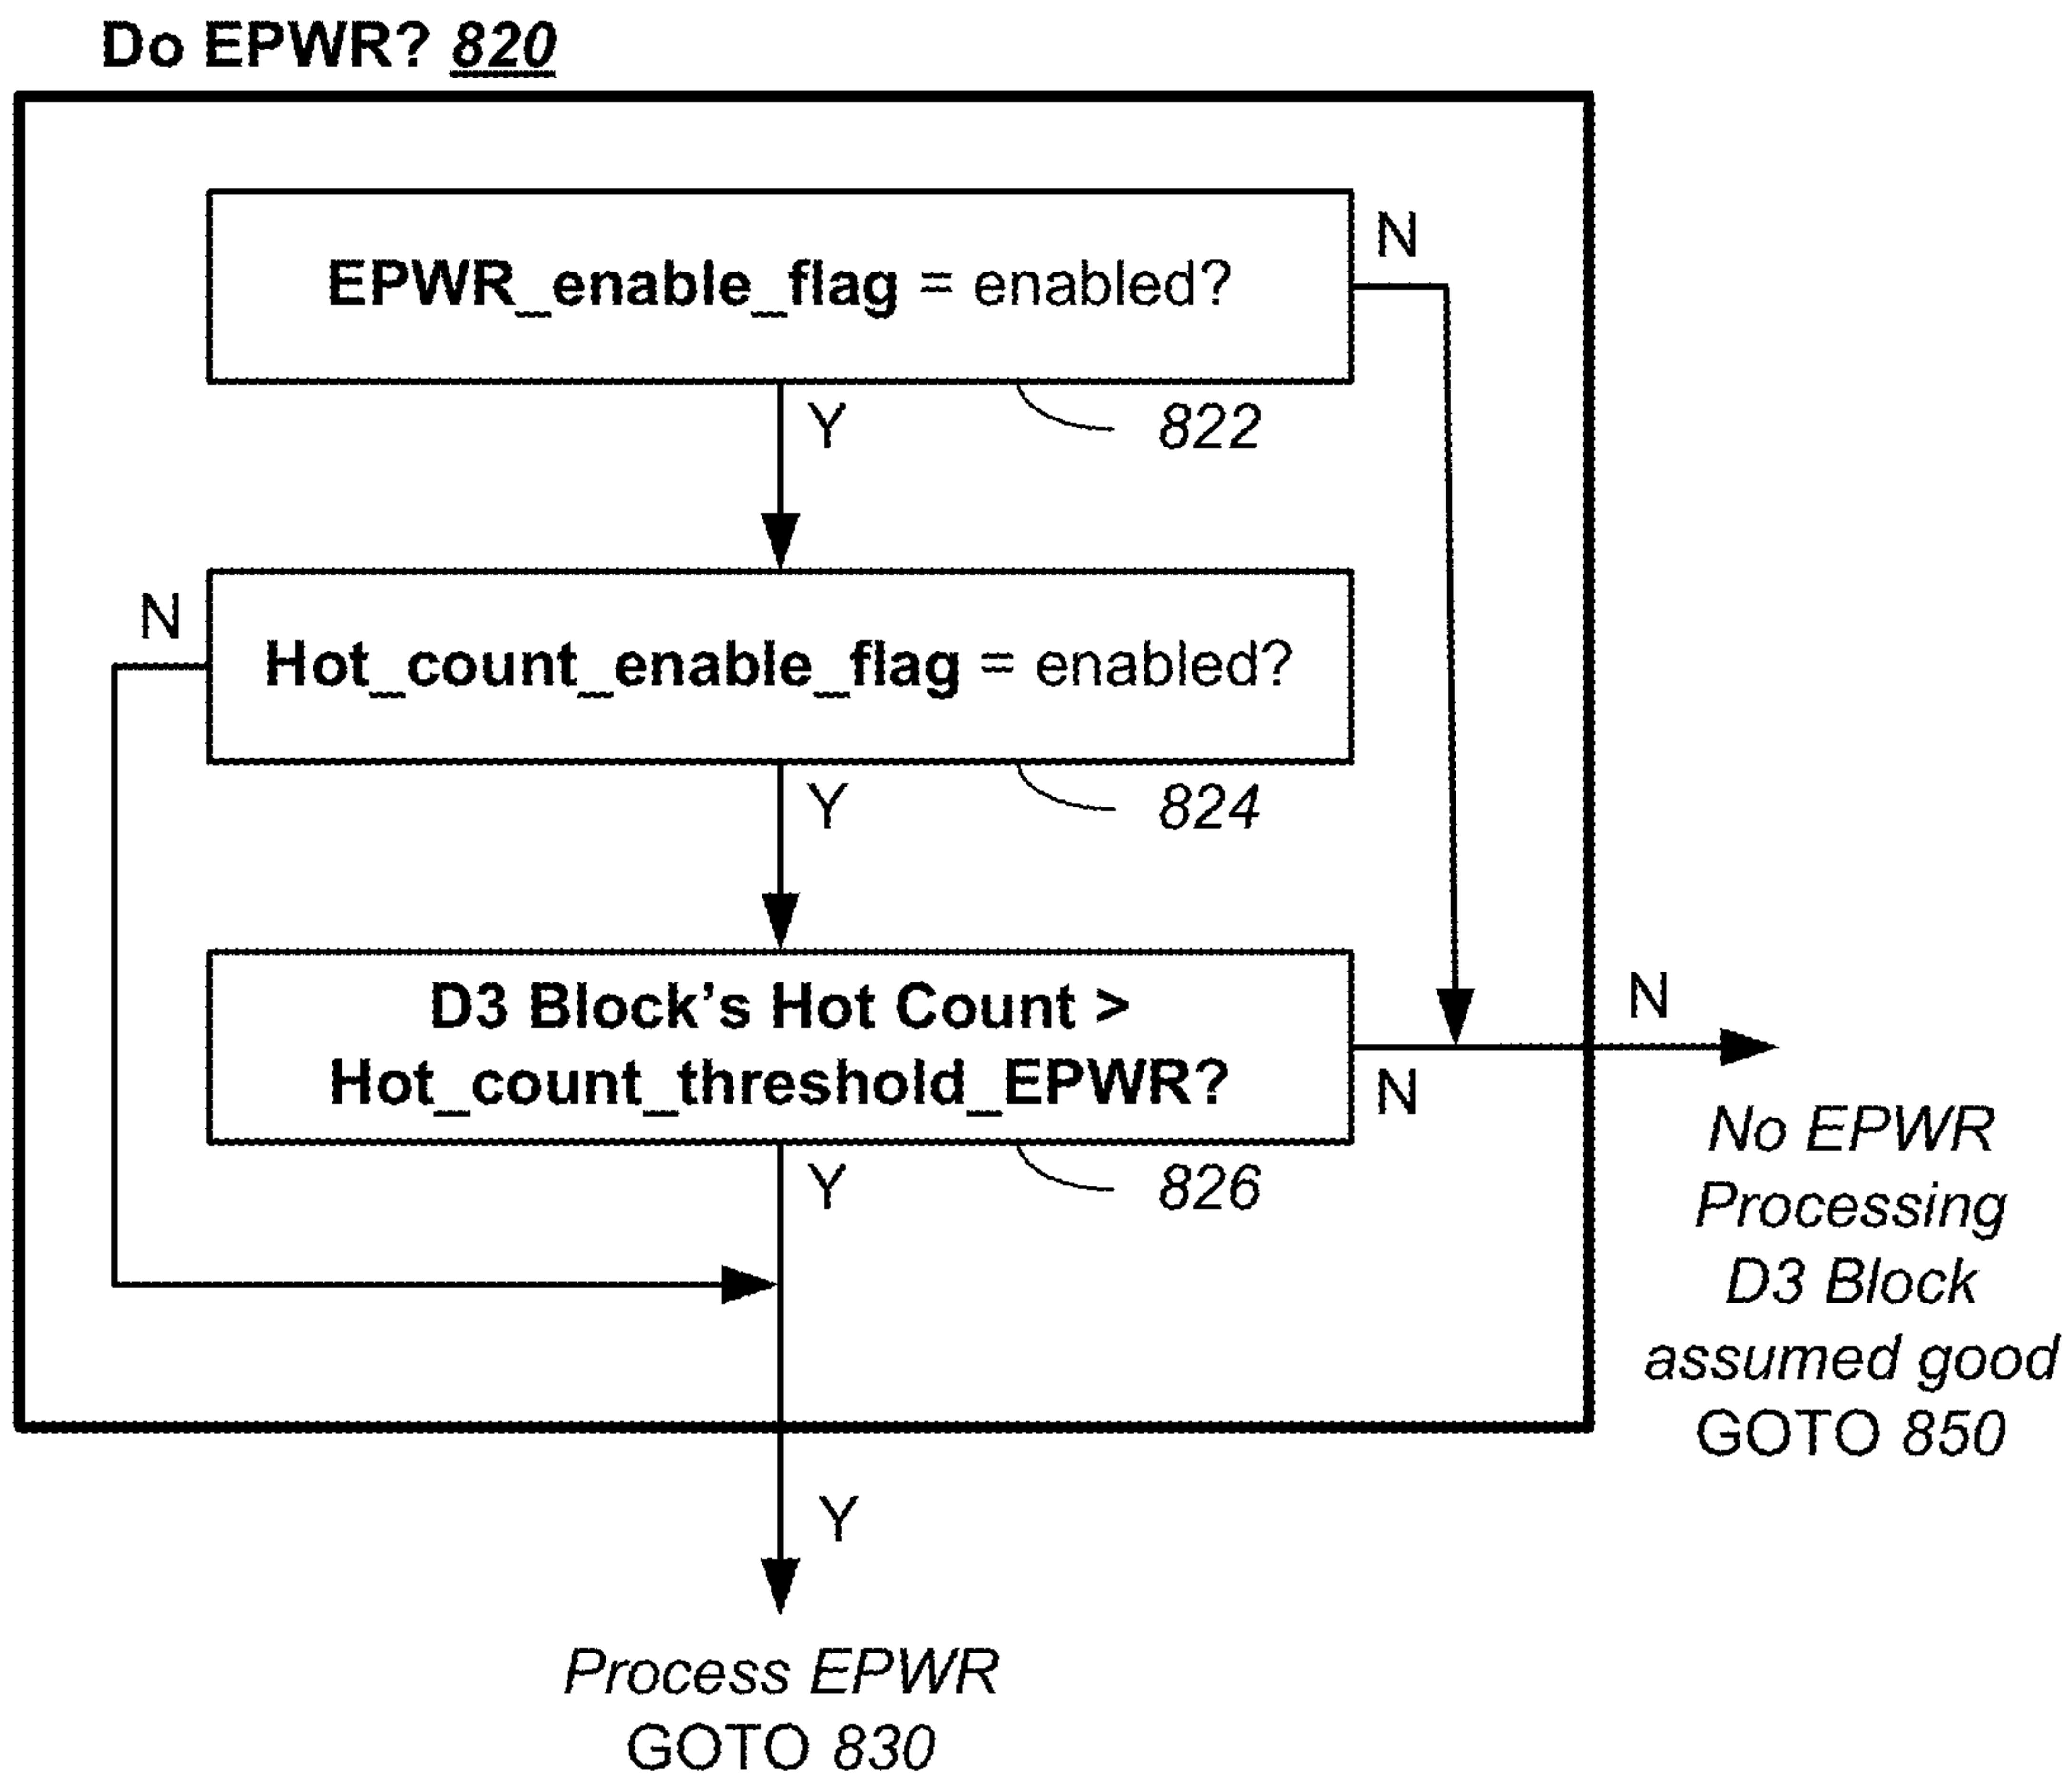 Do EPWR? 820
EPWR_enable_flag = enabled?
N
Y
822
N
Hot_count_enable_flag = enabled?
Y
824
D3 Block's Hot Count >
Hot_count_threshold_EPWR?
N
N
Y
826
No EPWR
Processing
D3 Block
assumed good
GOTO 850
Y
Process EPWR
GOTO 830